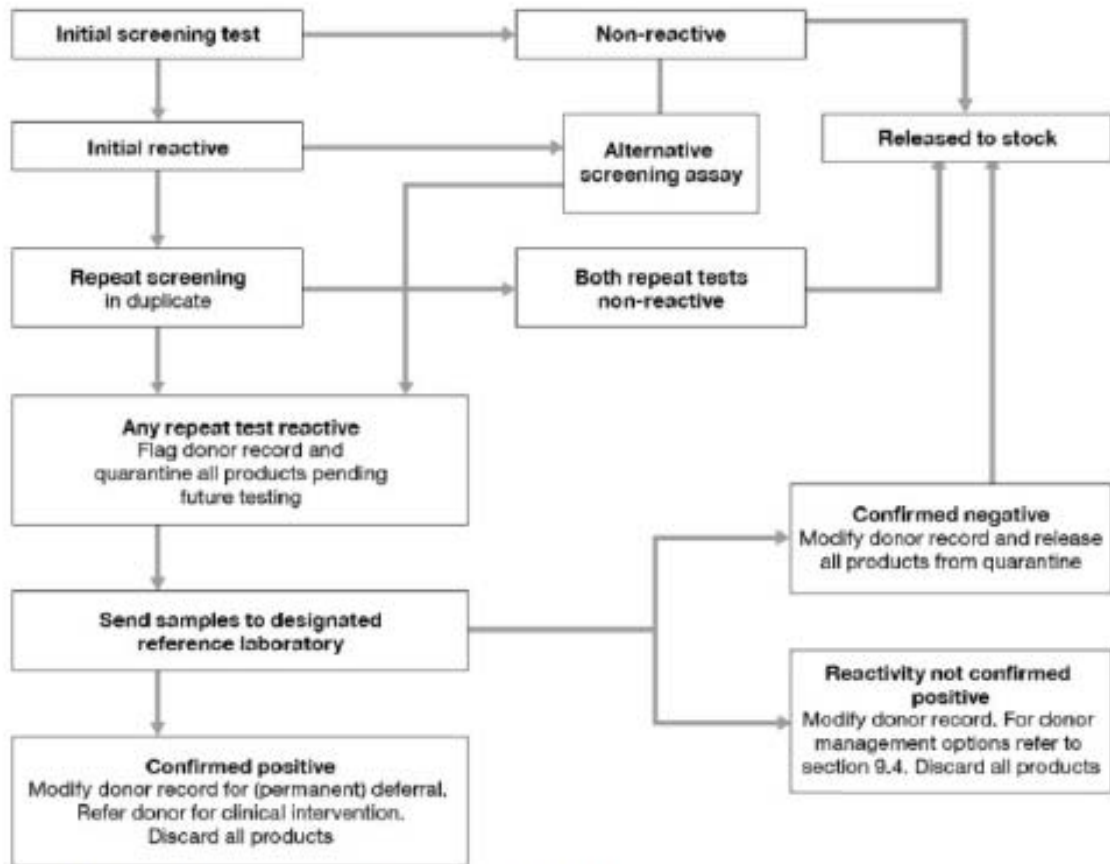 Initial screening test
Non-reactive
Initial reactive
Alternative
screening assay
Released to stock
Repeat screening
in duplicate
Both repeat tests
non-reactive
Any repeat test reactive
Flag donor record and
quarantine all products pending
future testing
Confirmed negative
Modify donor record and release
all products from quarantine
Send samples to designated
reference laboratory
Reactivity not confirmed
positive
Modify donor record. For donor
management options refer to
section 9.4. Discard all products
Confirmed positive
Modify donor record for (permanent) deferral.
Refer donor for clinical intervention.
Discard all products